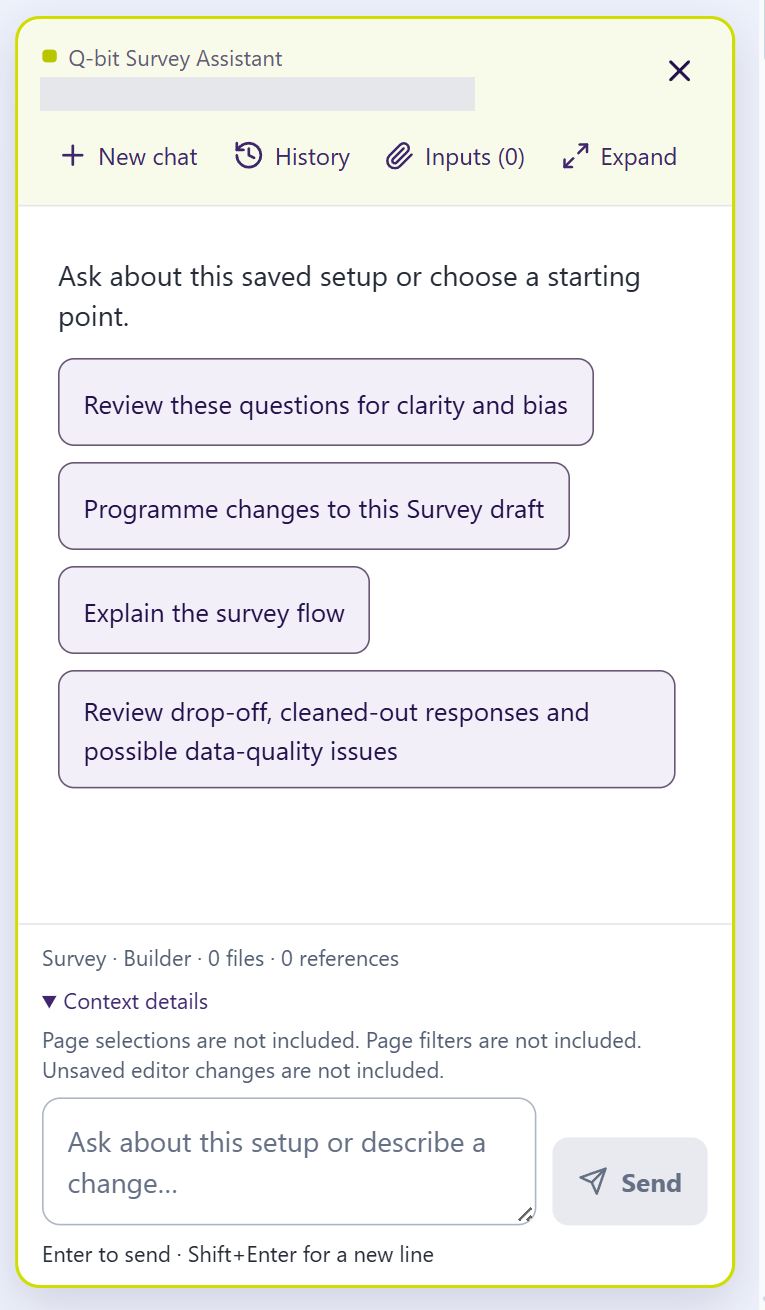 Q-bit Survey Assistant
New chat
History
Inputs (0)
Expand
Ask about this saved setup or choose a starting
point.
Review these questions for clarity and bias
Programme changes to this Survey draft
Explain the survey flow
Review drop-off, cleaned-out responses and
possible data-quality issues
Survey · Builder · 0 files · 0 references
▼ Context details
Page selections are not included. Page filters are not included.
Unsaved editor changes are not included.
Ask about this setup or describe a
change...
Send
Enter to send · Shift+Enter for a new line